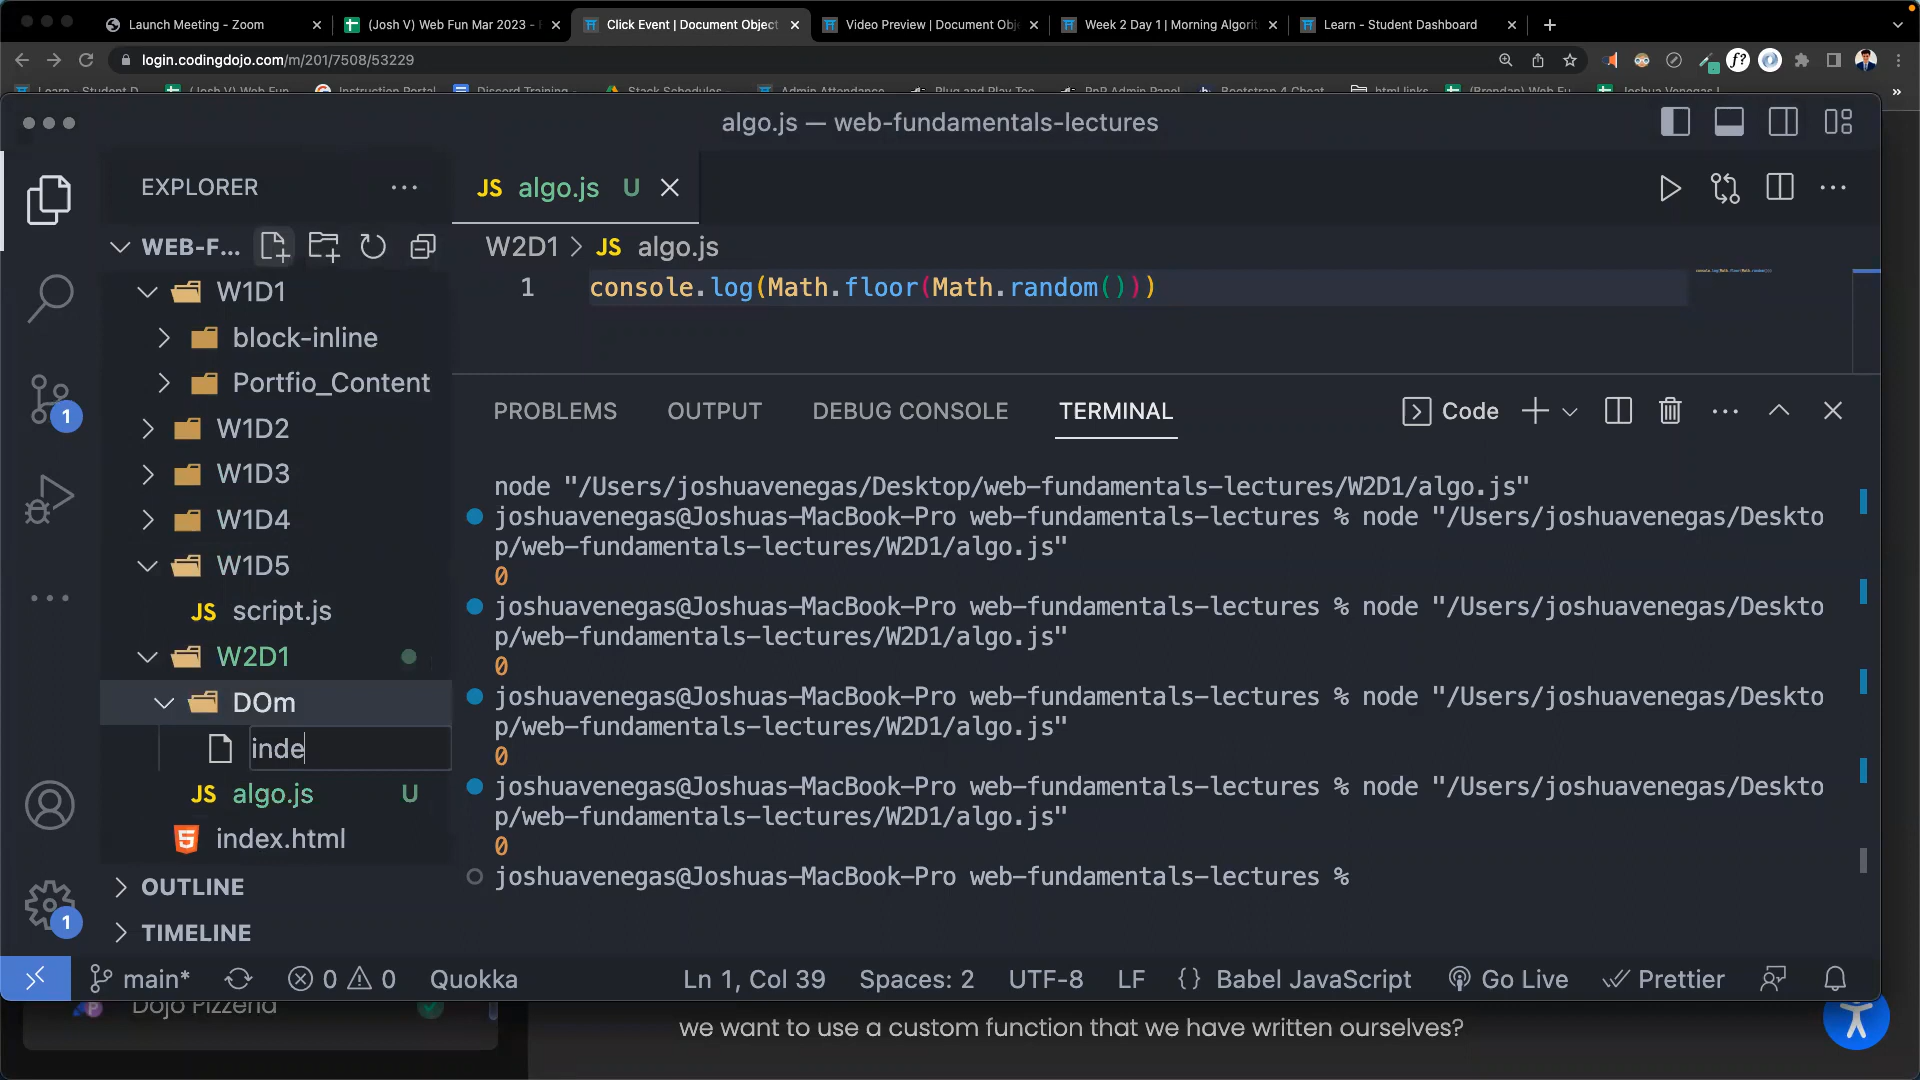 Launch Meeting - Zoom
(Josh V) Web Fun Mar 2023 -
Click Event | Document Object
Video Preview | Document Obj
Week 2 Day 1 | Morning Algorit
Learn - Student Dashboard
login.codingdojo.com/m/201/7508/53229
algo.js — web-fundamentals-lectures
EXPLORER
JS algo.js U
WEB-F...
W2D1 > JS algo.js
W1D1
block-inline
Portfio_Content
W1D2
W1D3
W1D4
W1D5
JS script.js
W2D1
DOm
inde
JS algo.js U
index.html
OUTLINE
TIMELINE
1 console.log(Math.floor(Math.random()))
PROBLEMS OUTPUT DEBUG CONSOLE TERMINAL Code
node "/Users/joshuavenegas/Desktop/web-fundamentals-lectures/W2D1/algo.js"
joshuavenegas@Joshuas-MacBook-Pro web-fundamentals-lectures % node "/Users/joshuavenegas/Deskto
p/web-fundamentals-lectures/W2D1/algo.js"
0
joshuavenegas@Joshuas-MacBook-Pro web-fundamentals-lectures % node "/Users/joshuavenegas/Deskto
p/web-fundamentals-lectures/W2D1/algo.js"
0
joshuavenegas@Joshuas-MacBook-Pro web-fundamentals-lectures % node "/Users/joshuavenegas/Deskto
p/web-fundamentals-lectures/W2D1/algo.js"
0
joshuavenegas@Joshuas-MacBook-Pro web-fundamentals-lectures % node "/Users/joshuavenegas/Deskto
p/web-fundamentals-lectures/W2D1/algo.js"
0
joshuavenegas@Joshuas-MacBook-Pro web-fundamentals-lectures %
1
1
main* 0 0 Quokka Ln 1, Col 39 Spaces: 2 UTF-8 LF {} Babel JavaScript Go Live Prettier
Dojo Pizzeria
we want to use a custom function that we have written ourselves?